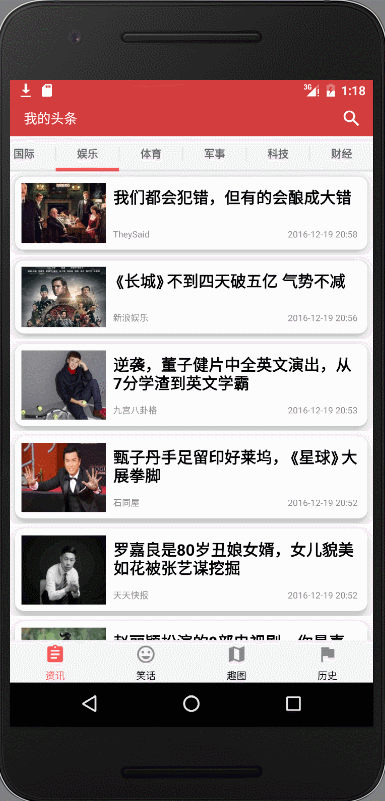 3G 1:18
我的头条
国际 娱乐 体育 军事 科技 财经
我们都会犯错，但有的会酿成大错
TheySaid 2016-12-19 20:58
《长城》不到四天破五亿 气势不减
新浪娱乐 2016-12-19 20:56
逆袭，董子健片中全英文演出，从
7分学渣到英文学霸
九宫八卦格 2016-12-19 20:53
甄子丹手足留印好莱坞，《星球》大
展拳脚
石同屋 2016-12-19 20:52
罗嘉良是80岁丑娘女婿，女儿貌美
如花被张艺谋挖掘
天天快报 2016-12-19 20:52
资讯 笑话 趣图 历史